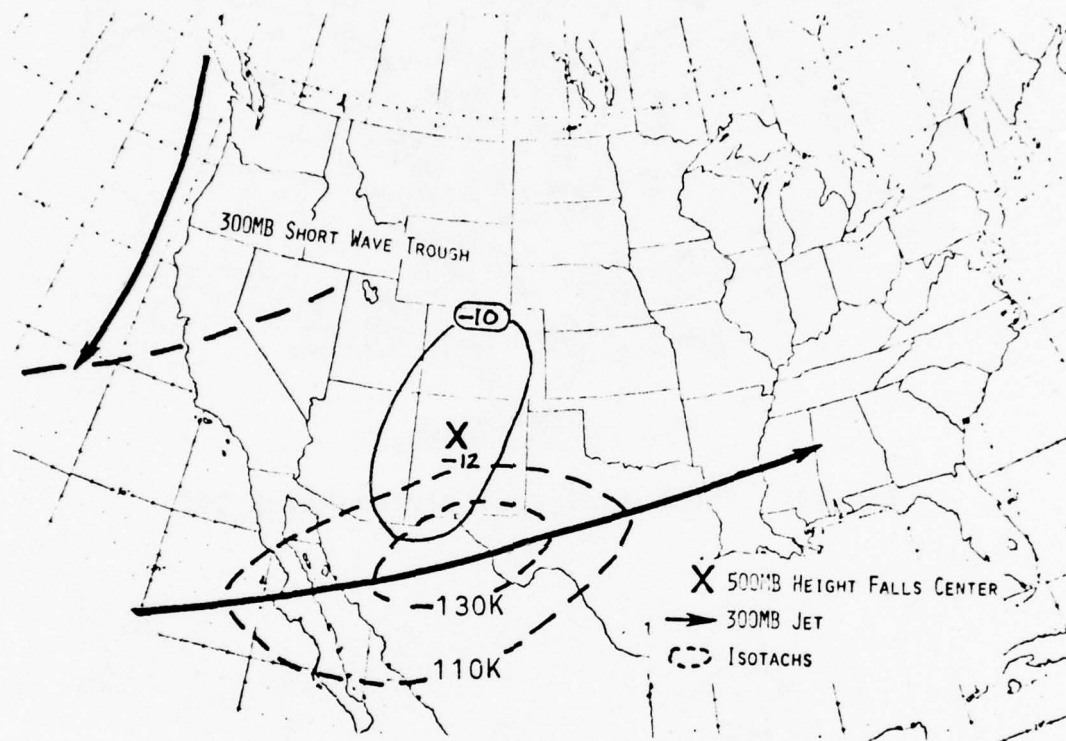 300MB SHORT WAVE TROUGH
-10
X
-12
-130K
110K
X 500MB HEIGHT FALLS CENTER
300MB JET
ISOTACHS